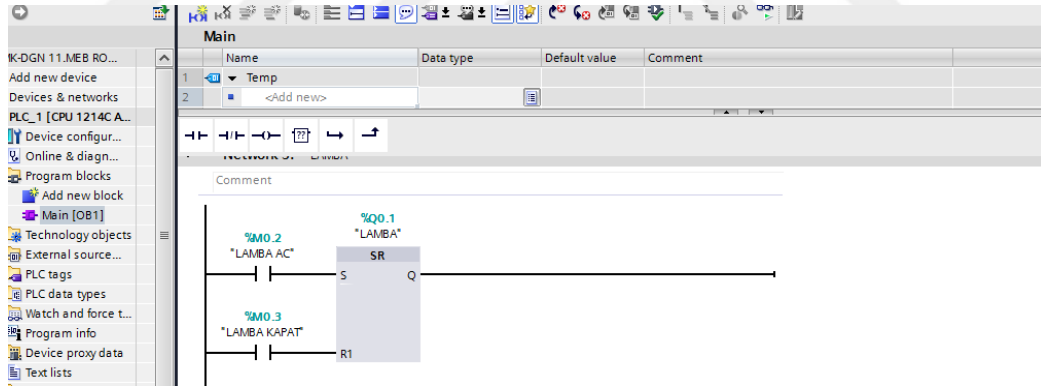 Main
Name Data type Default value Comment
1 Temp
2 <Add new>
IK-DGN 11.MEB RO...
Add new device
Devices & networks
PLC_1 [CPU 1214C A...
Device configur...
Online & diagn...
Program blocks
Add new block
Main [OB1]
Technology objects
External source...
PLC tags
PLC data types
Watch and force t...
Program info
Device proxy data
Text lists
??
LAMBA
Comment
%Q0.1
"LAMBA"
%M0.2
"LAMBA AC"
SR
S Q
%M0.3
"LAMBA KAPAT"
R1